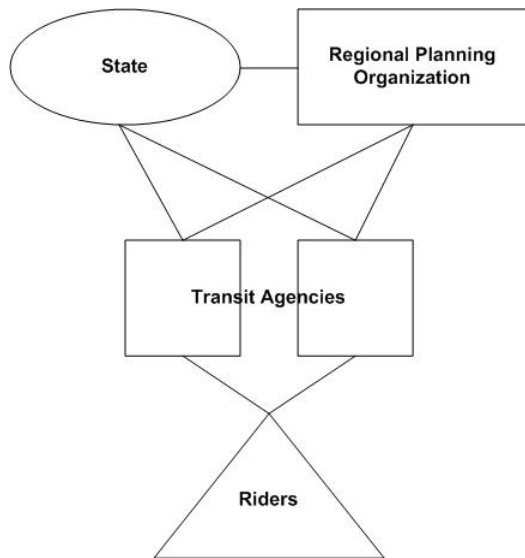 State
Regional Planning
Organization
Transit Agencies
Riders